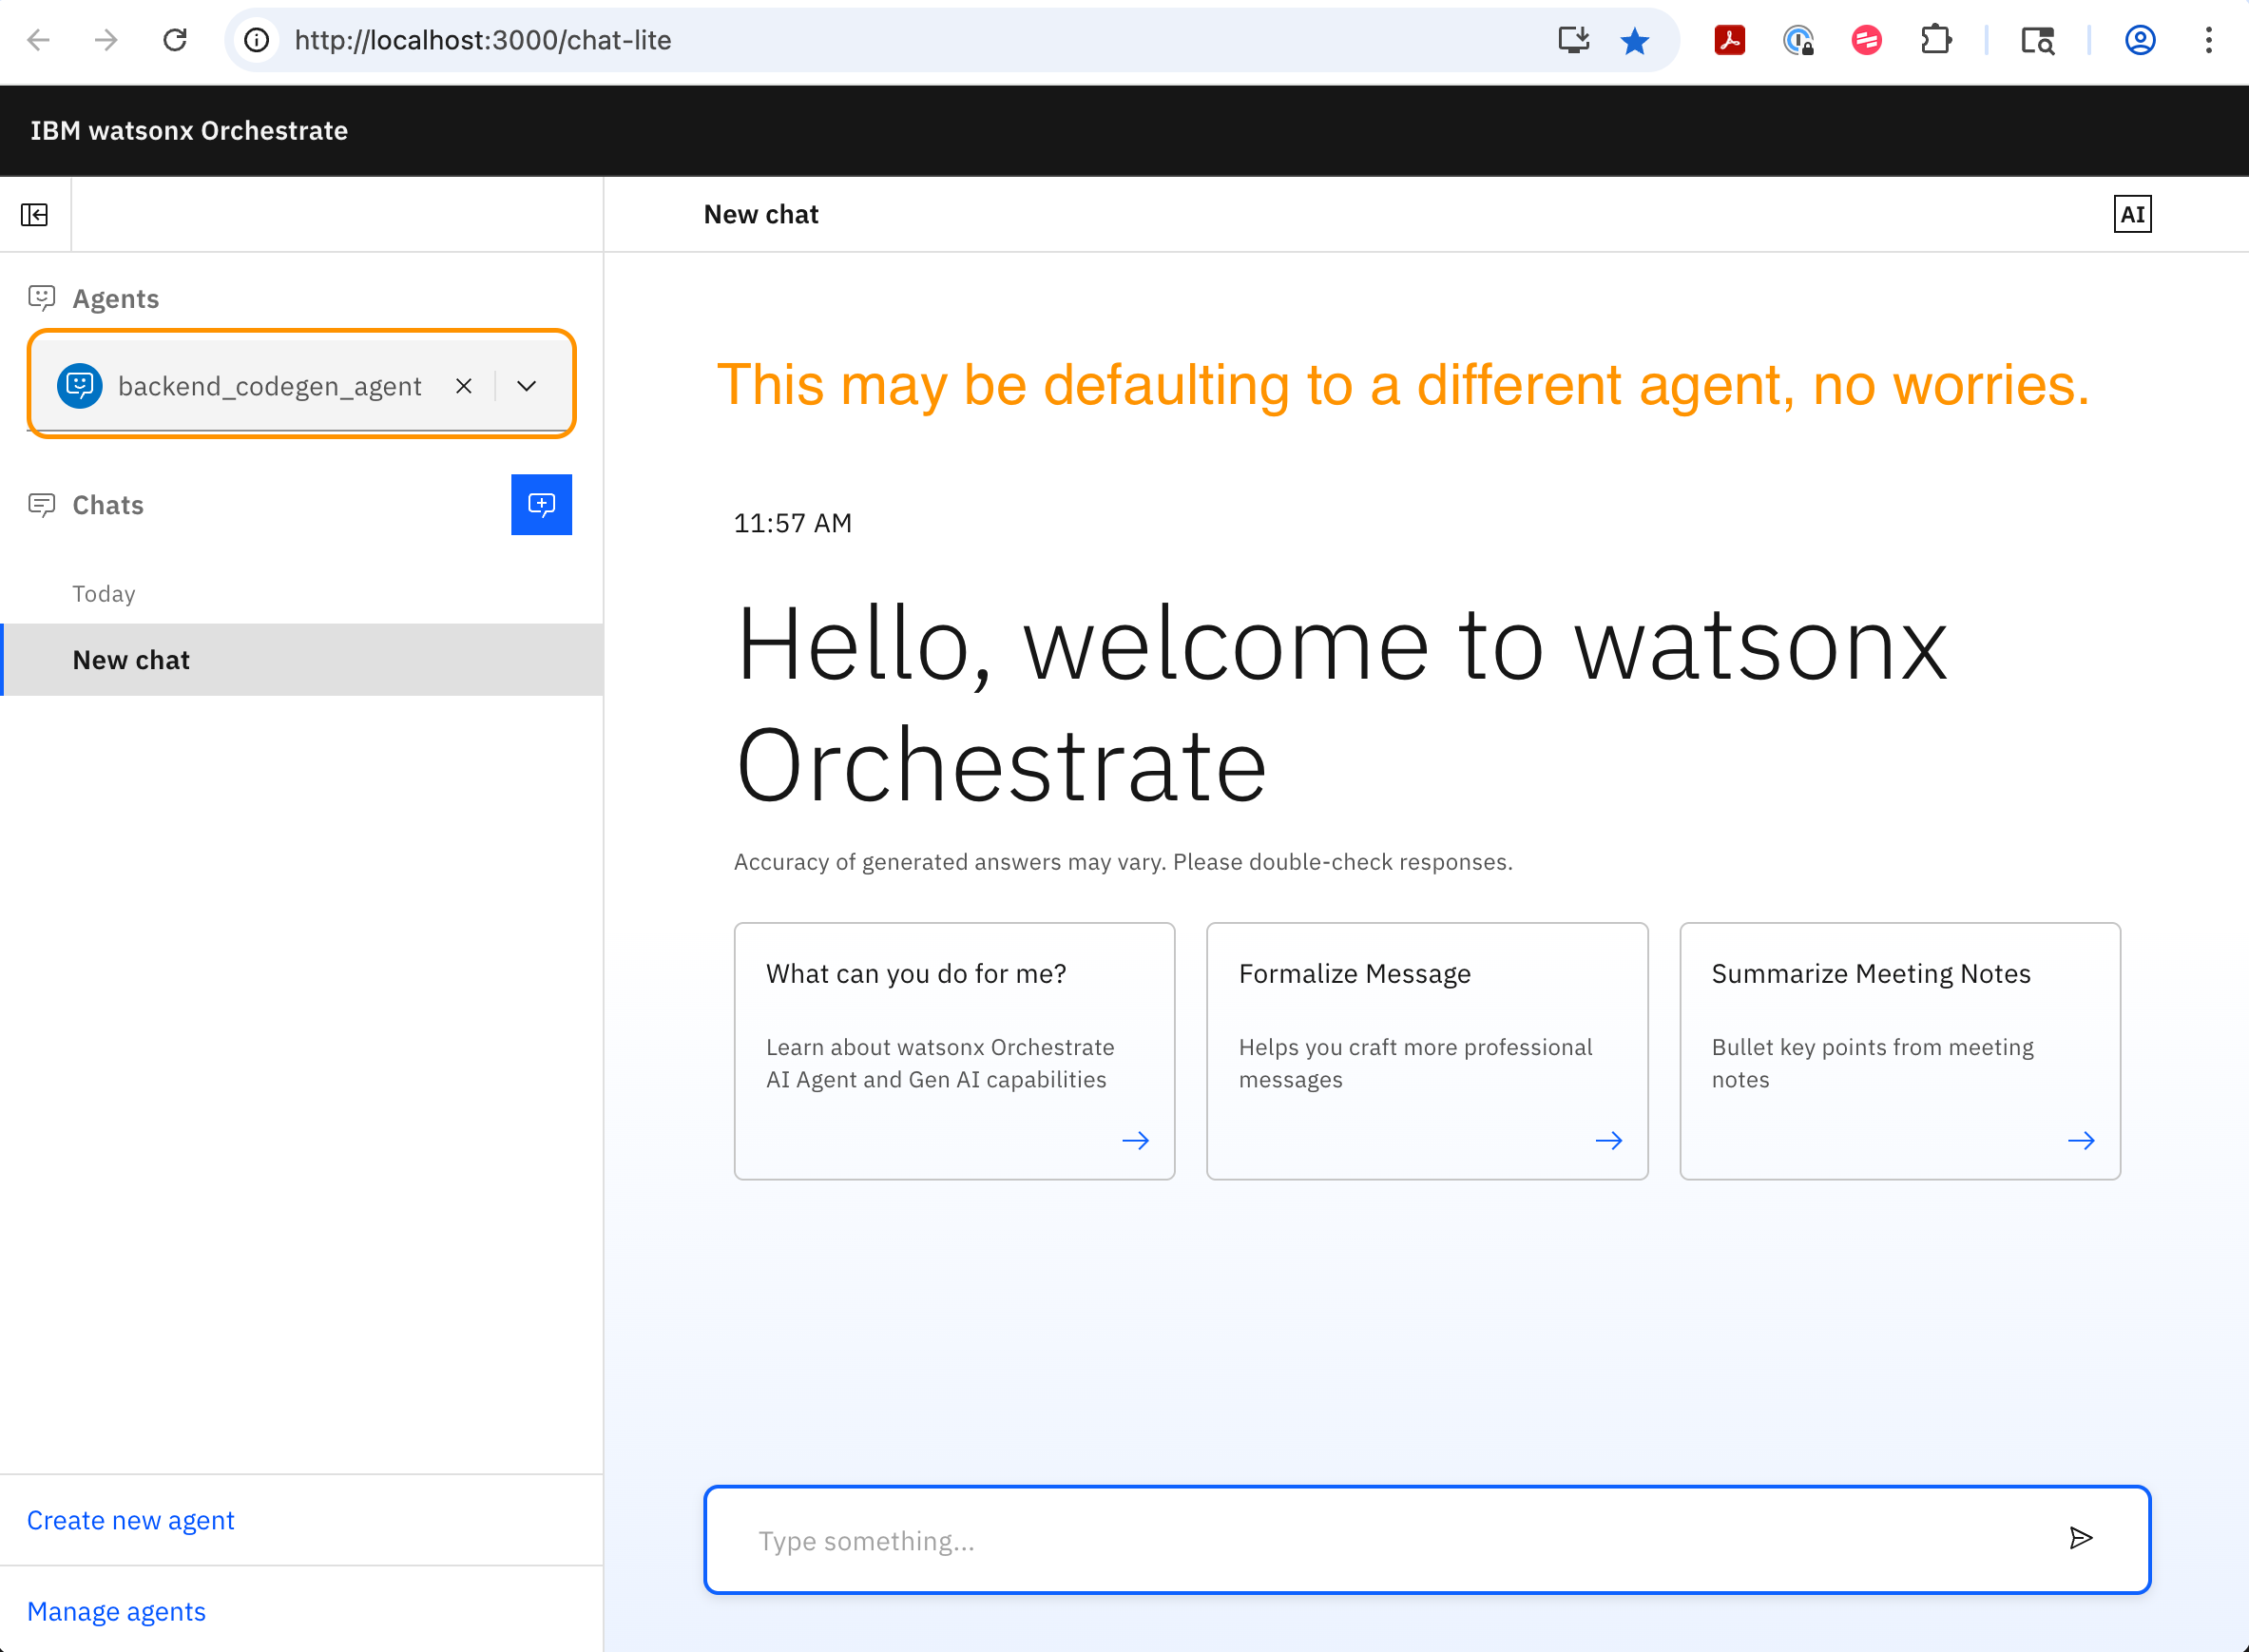 http://localhost:3000/chat-lite
IBM watsonx Orchestrate
New chat
AI
Agents
backend_codegen_agent
This may be defaulting to a different agent, no worries.
Chats
Today
New chat
11:57 AM
Hello, welcome to watsonx
Orchestrate
Accuracy of generated answers may vary. Please double-check responses.
What can you do for me?
Learn about watsonx Orchestrate
AI Agent and Gen AI capabilities
Formalize Message
Helps you craft more professional
messages
Summarize Meeting Notes
Bullet key points from meeting
notes
Type something...
Create new agent
Manage agents